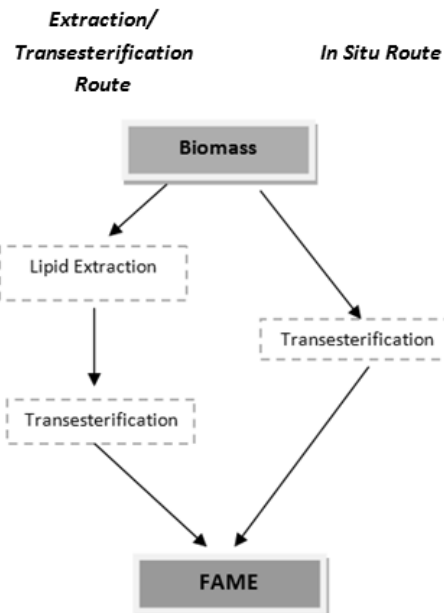 Extraction/
Transesterification
Route
In Situ Route
Biomass
Lipid Extraction
Transesterification
Transesterification
FAME